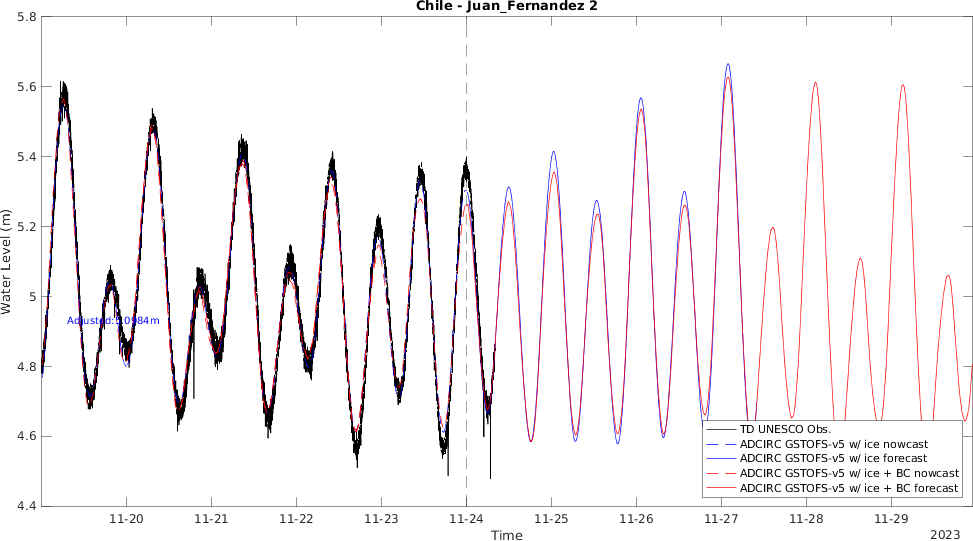 Chile - Juan_Fernandez 2
Water Level (m)
5.8
5.6
5.4
5.2
5
4.8
4.6
4.4
Adjusted:5.0984m
TD UNESCO Obs.
ADCIRC GSTOFS-v5 w/ ice nowcast
ADCIRC GSTOFS-v5 w/ ice forecast
ADCIRC GSTOFS-v5 w/ ice + BC nowcast
ADCIRC GSTOFS-v5 w/ ice + BC forecast
11-20 11-21 11-22 11-23 11-24 11-25 11-26 11-27 11-28 11-29
Time
2023